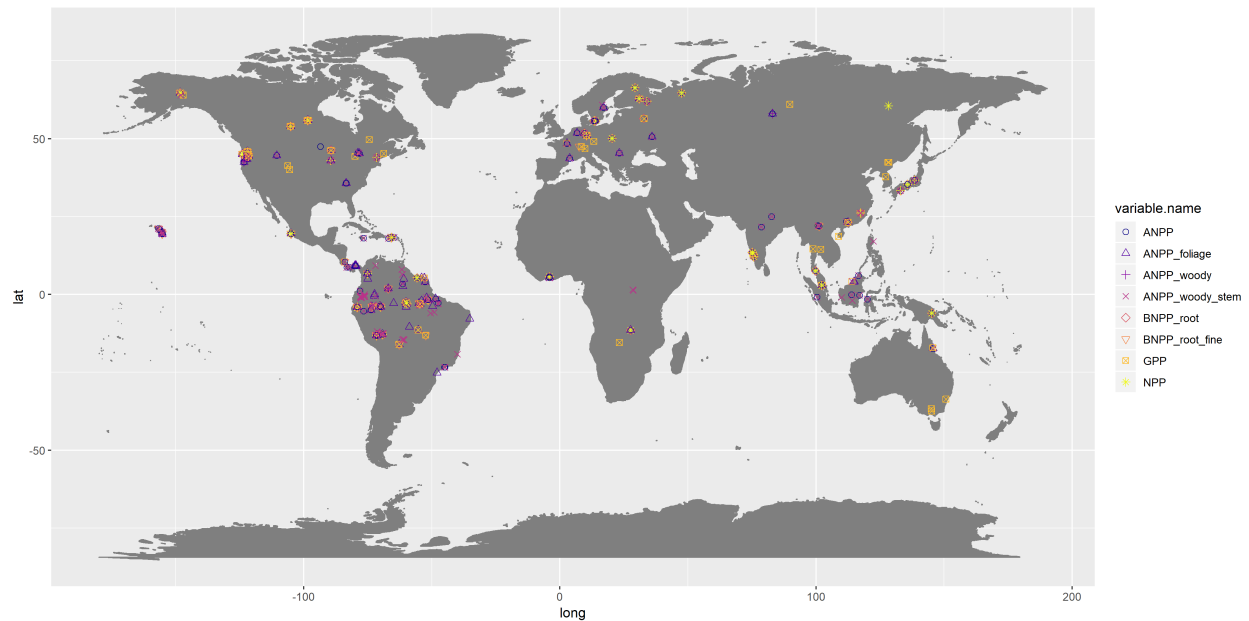 50
0
-50
lat
-100
0
100
200
long
variable.name
ANPP
ANPP_foliage
ANPP_woody
ANPP_woody_stem
BNPP_root
BNPP_root_fine
GPP
NPP